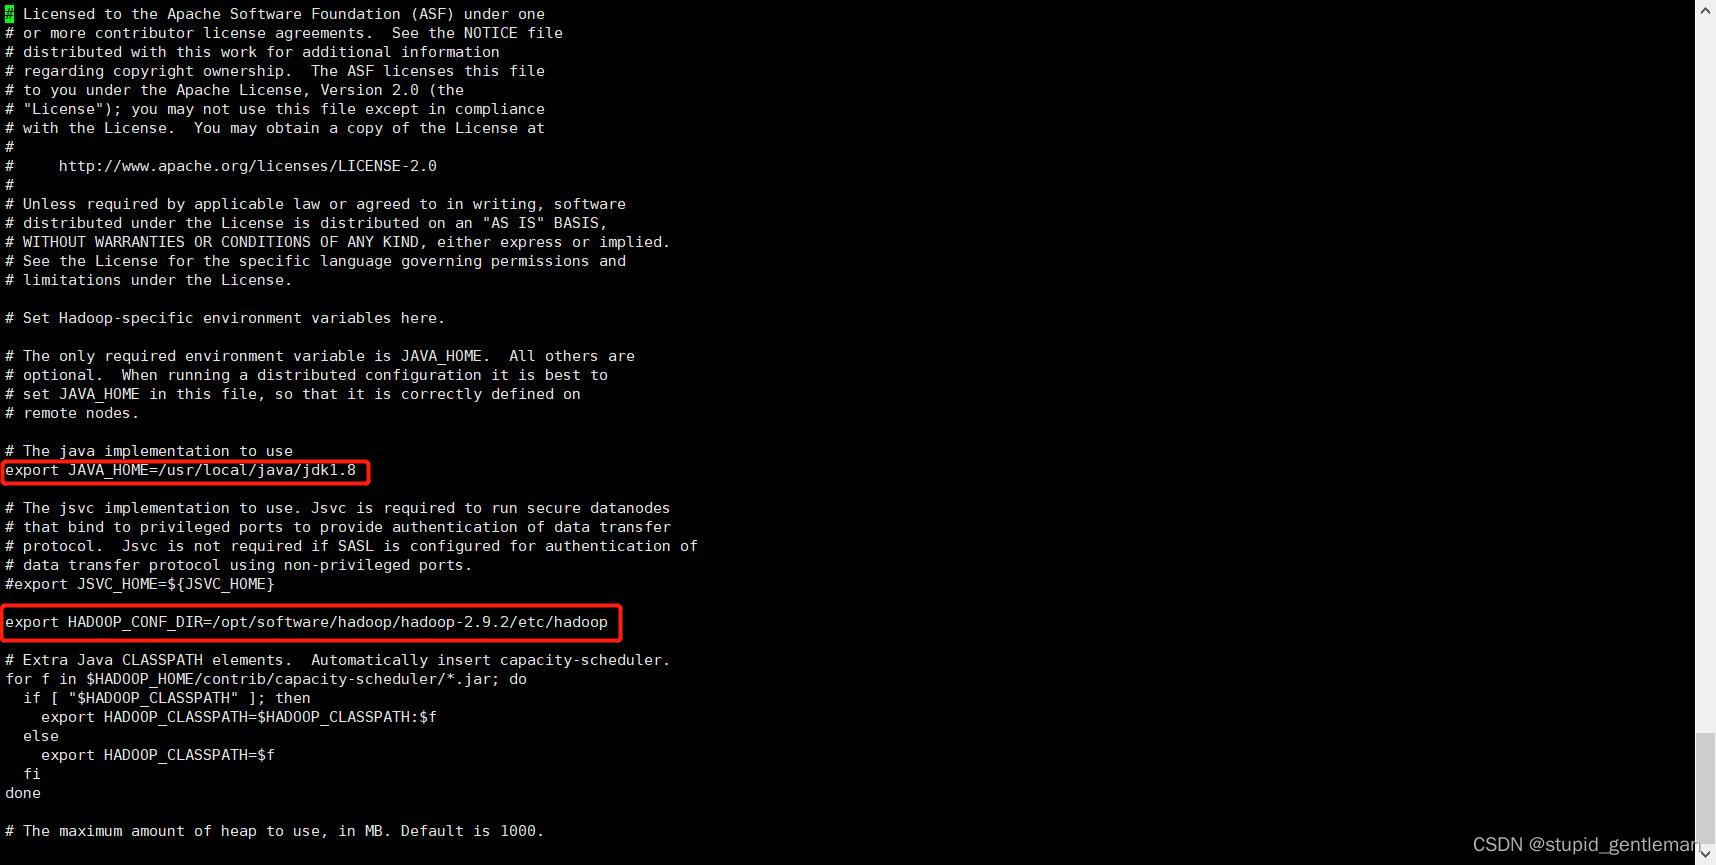 # Licensed to the Apache Software Foundation (ASF) under one
# or more contributor license agreements.  See the NOTICE file
# distributed with this work for additional information
# regarding copyright ownership.  The ASF licenses this file
# to you under the Apache License, Version 2.0 (the
# "License"); you may not use this file except in compliance
# with the License.  You may obtain a copy of the License at
#
#     http://www.apache.org/licenses/LICENSE-2.0
#
# Unless required by applicable law or agreed to in writing, software
# distributed under the License is distributed on an "AS IS" BASIS,
# WITHOUT WARRANTIES OR CONDITIONS OF ANY KIND, either express or implied.
# See the License for the specific language governing permissions and
# limitations under the License.

# Set Hadoop-specific environment variables here.

# The only required environment variable is JAVA_HOME.  All others are
# optional.  When running a distributed configuration it is best to
# set JAVA_HOME in this file, so that it is correctly defined on
# remote nodes.

# The java implementation to use
export JAVA_HOME=/usr/local/java/jdk1.8

# The jsvc implementation to use. Jsvc is required to run secure datanodes
# that bind to privileged ports to provide authentication of data transfer
# protocol.  Jsvc is not required if SASL is configured for authentication of
# data transfer protocol using non-privileged ports.
#export JSVC_HOME=${JSVC_HOME}

export HADOOP_CONF_DIR=/opt/software/hadoop/hadoop-2.9.2/etc/hadoop

# Extra Java CLASSPATH elements.  Automatically insert capacity-scheduler.
for f in $HADOOP_HOME/contrib/capacity-scheduler/*.jar; do
  if [ "$HADOOP_CLASSPATH" ]; then
    export HADOOP_CLASSPATH=$HADOOP_CLASSPATH:$f
  else
    export HADOOP_CLASSPATH=$f
  fi
done

# The maximum amount of heap to use, in MB. Default is 1000.
CSDN @stupid_gentleman